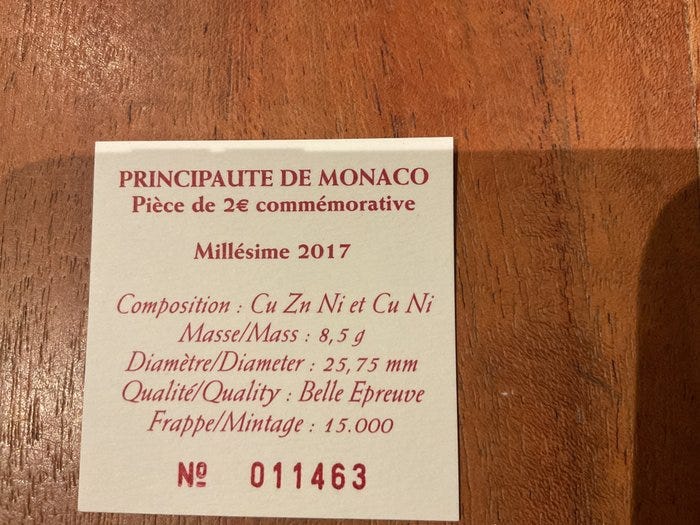 PRINCIPAUTE DE MONACO
Pièce de 2€ commémorative
Millésime 2017
Composition : Cu Zn Ni et Cu Ni
Masse/Mass : 8,5 g
Diamètre/Diameter : 25,75 mm
Qualité/Quality : Belle Epreuve
Frappe/Mintage : 15.000
Nº 011463